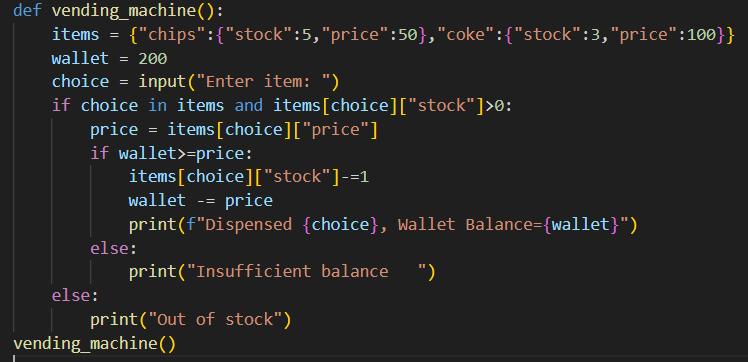 def vending_machine():
    items = {"chips":{"stock":5,"price":50},"coke":{"stock":3,"price":100}}
    wallet = 200
    choice = input("Enter item: ")
    if choice in items and items[choice]["stock"]>0:
        price = items[choice]["price"]
        if wallet>=price:
            items[choice]["stock"]-=1
            wallet -= price
            print(f"Dispensed {choice}, Wallet Balance={wallet}")
        else:
            print("Insufficient balance   ")
    else:
        print("Out of stock")
vending_machine()